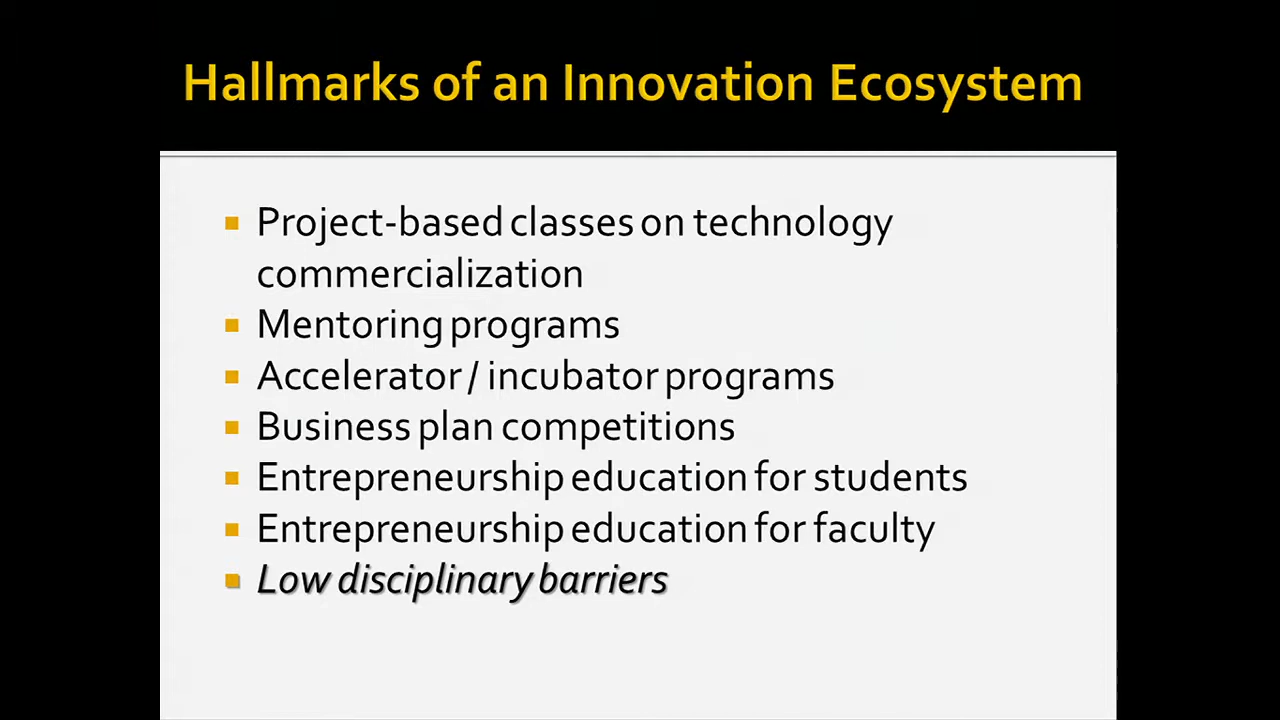 Hallmarks of an Innovation Ecosystem
Project-based classes on technology
commercialization
Mentoring programs
Accelerator / incubator programs
Business plan competitions
Entrepreneurship education for students
Entrepreneurship education for faculty
Low disciplinary barriers